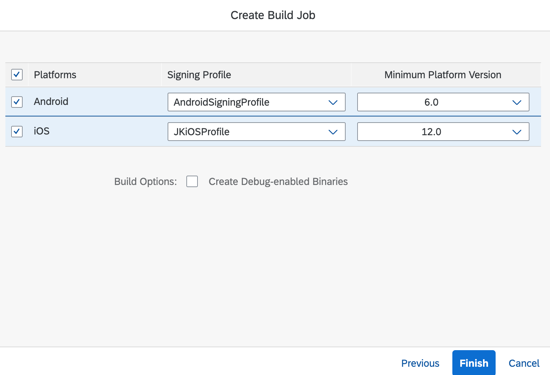 Create Build Job
Platforms Signing Profile Minimum Platform Version
Android AndroidSigningProfile 6.0
iOS JKiOSProfile 12.0
Build Options: Create Debug-enabled Binaries
Previous Finish Cancel